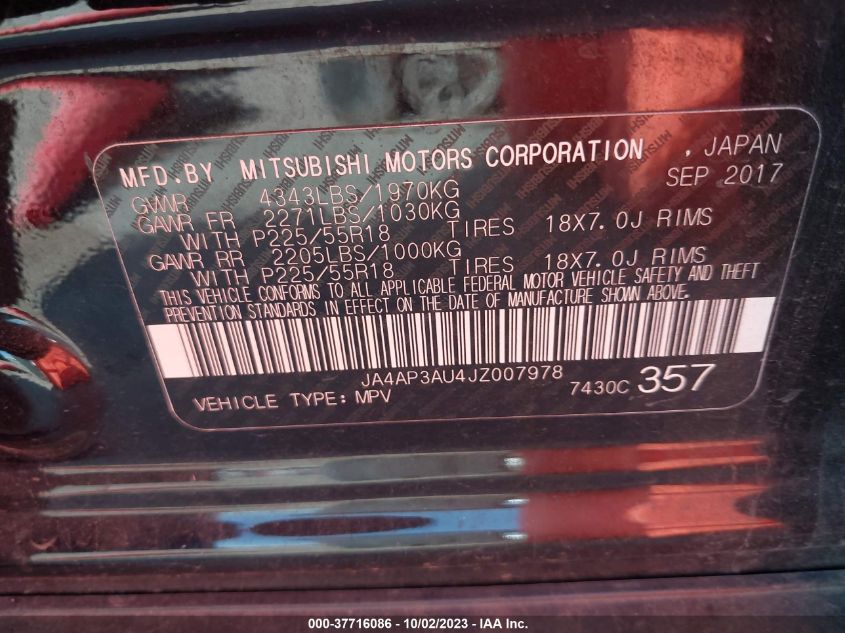 MFD.BY MITSUBISHI MOTORS CORPORATION , JAPAN
SEP 2017
GVWR 4343LBS/1970KG
GAWR FR 2271LBS/1030KG
WITH P225/55R18 TIRES 18X7.0J RIMS
GAWR RR 2205LBS/1000KG
WITH P225/55R18 TIRES 18X7.0J RIMS
THIS VEHICLE CONFORMS TO ALL APPLICABLE FEDERAL MOTOR VEHICLE SAFETY AND THEFT
PREVENTION STANDARDS IN EFFECT ON THE DATE OF MANUFACTURE SHOWN ABOVE.
JA4AP3AU4JZ007978
VEHICLE TYPE: MPV 7430C 357
000-37716086 - 10/02/2023 - IAA Inc.